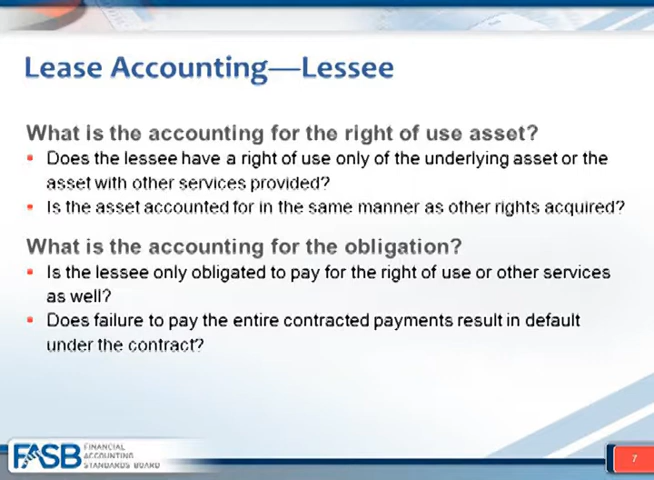 Lease Accounting—Lessee
What is the accounting for the right of use asset?
Does the lessee have a right of use only of the underlying asset or the
asset with other services provided?
Is the asset accounted for in the same manner as other rights acquired?
What is the accounting for the obligation?
Is the lessee only obligated to pay for the right of use or other services
as well?
Does failure to pay the entire contracted payments result in default
under the contract?
FASB
FINANCIAL
ACCOUNTING
STANDARDS BOARD
7